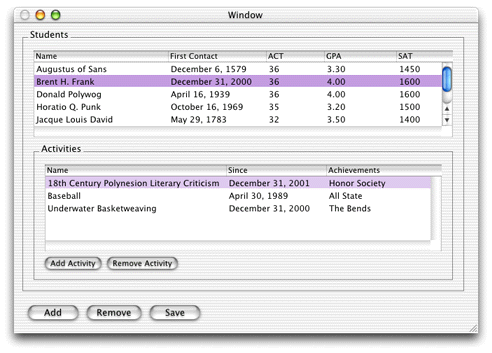 Window
Students
Name First Contact ACT GPA SAT
Augustus of Sans December 6, 1579 36 3.30 1450
Brent H. Frank December 31, 2000 36 4.00 1600
Donald Polywog April 16, 1939 36 4.00 1600
Horatio Q. Punk October 16, 1969 35 3.20 1500
Jacque Louis David May 29, 1783 32 3.50 1400
Activities
Name Since Achievements
18th Century Polynesion Literary Criticism December 31, 2001 Honor Society
Baseball April 30, 1989 All State
Underwater Basketweaving December 31, 2000 The Bends
Add Activity Remove Activity
Add Remove Save